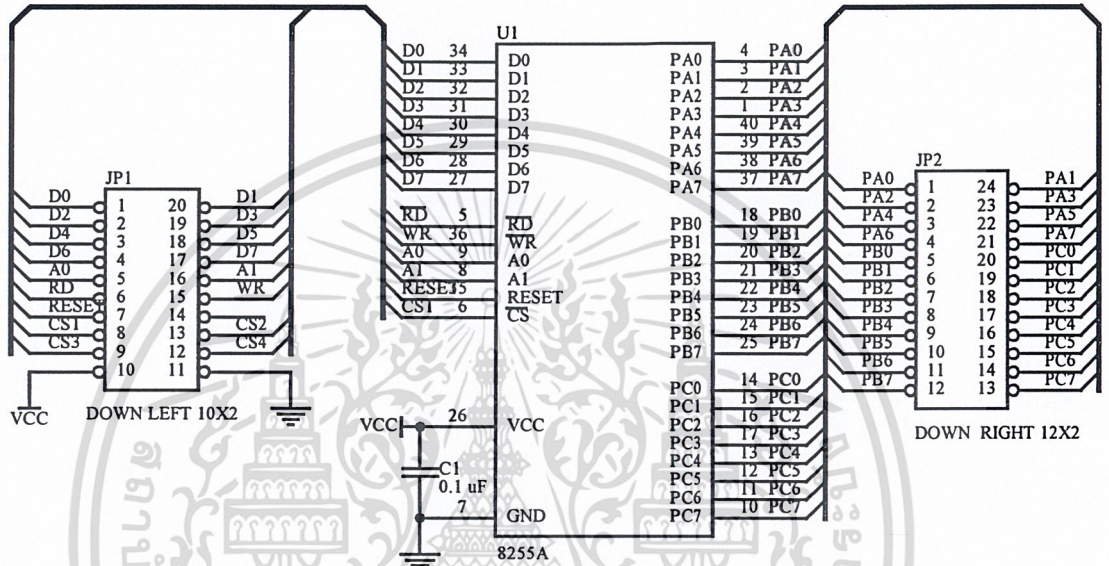 U1
D0 34 D0 PA0 4 PA0
D1 33 D1 PA1 3 PA1
D2 32 D2 PA2 2 PA2
D3 31 D3 PA3 1 PA3
D4 30 D4 PA4 40 PA4
D5 29 D5 PA5 39 PA5
D6 28 D6 PA6 38 PA6
D7 27 D7 PA7 37 PA7
RD 5 RD PB0 18 PB0
WR 36 WR PB1 19 PB1
A0 9 A0 PB2 20 PB2
A1 8 A1 PB3 21 PB3
RESET 35 RESET PB4 22 PB4
CS1 6 CS PB5 23 PB5
PB6 24 PB6
PB7 25 PB7
PC0 14 PC0
PC1 15 PC1
VCC 26 VCC PC2 16 PC2
PC3 17 PC3
PC4 13 PC4
C1 PC5 12 PC5
0.1 uF PC6 11 PC6
7 GND PC7 10 PC7
8255A
JP1
D0 1 20 D1
D2 2 19 D3
D4 3 18 D5
D6 4 17 D7
A0 5 16 A1
RD 6 15 WR
RESET 7 14
CS1 8 13 CS2
CS3 9 12 CS4
10 11
VCC
DOWN LEFT 10X2
JP2
PA0 1 24 PA1
PA2 2 23 PA3
PA4 3 22 PA5
PA6 4 21 PA7
PB0 5 20 PC0
PB1 6 19 PC1
PB2 7 18 PC2
PB3 8 17 PC3
PB4 9 16 PC4
PB5 10 15 PC5
PB6 11 14 PC6
PB7 12 13 PC7
DOWN RIGHT 12X2